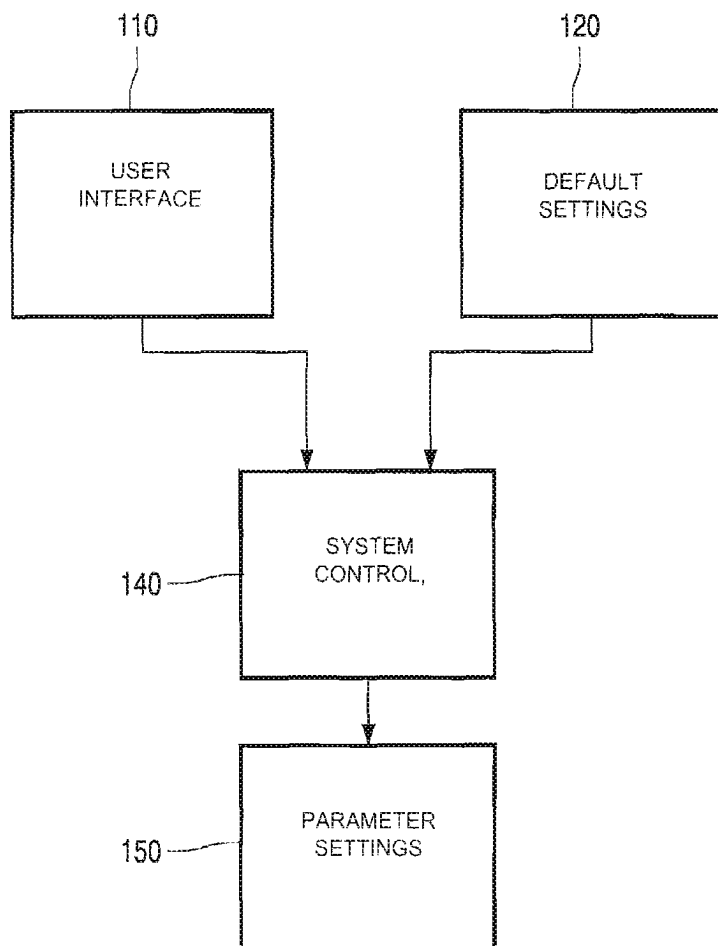 110
120
USER
INTERFACE
DEFAULT
SETTINGS
SYSTEM
CONTROL,
140
PARAMETER
SETTINGS
150